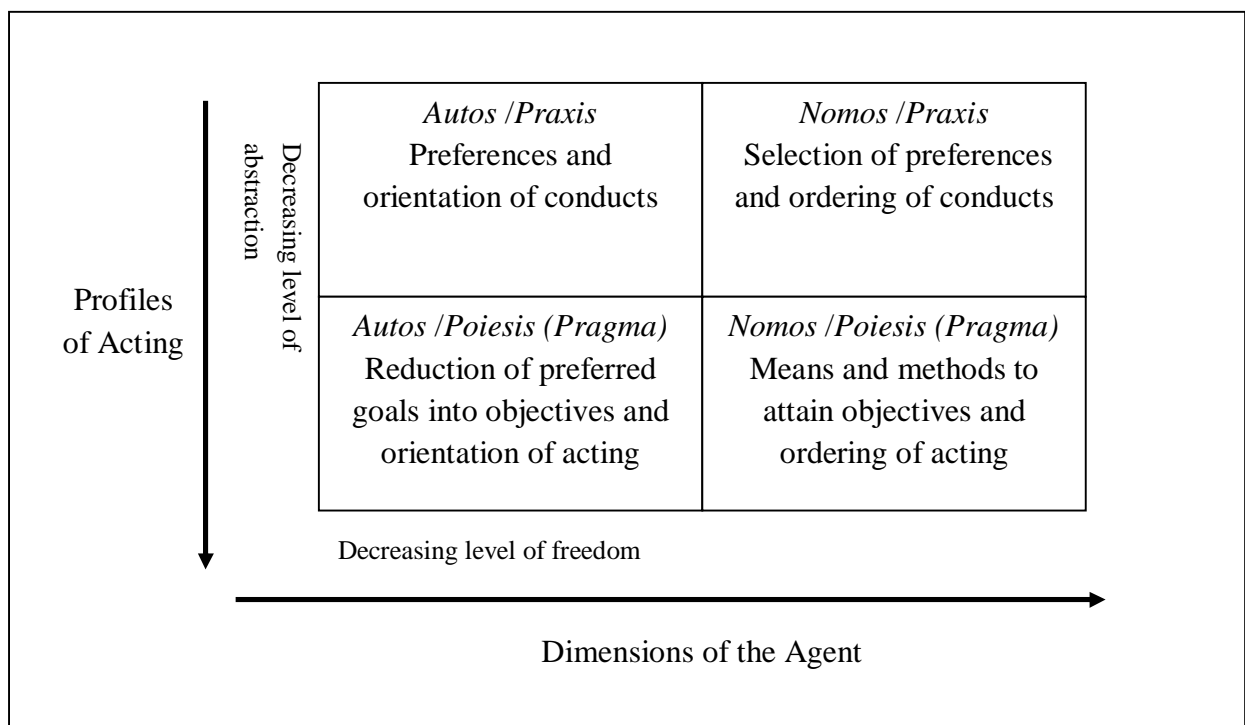 Autos /Praxis
Preferences and
orientation of conducts
Nomos /Praxis
Selection of preferences
and ordering of conducts
Decreasing level of
abstraction
Profiles
of Acting
Autos /Poiesis (Pragma)
Reduction of preferred
goals into objectives and
orientation of acting
Nomos /Poiesis (Pragma)
Means and methods to
attain objectives and
ordering of acting
Decreasing level of freedom
Dimensions of the Agent